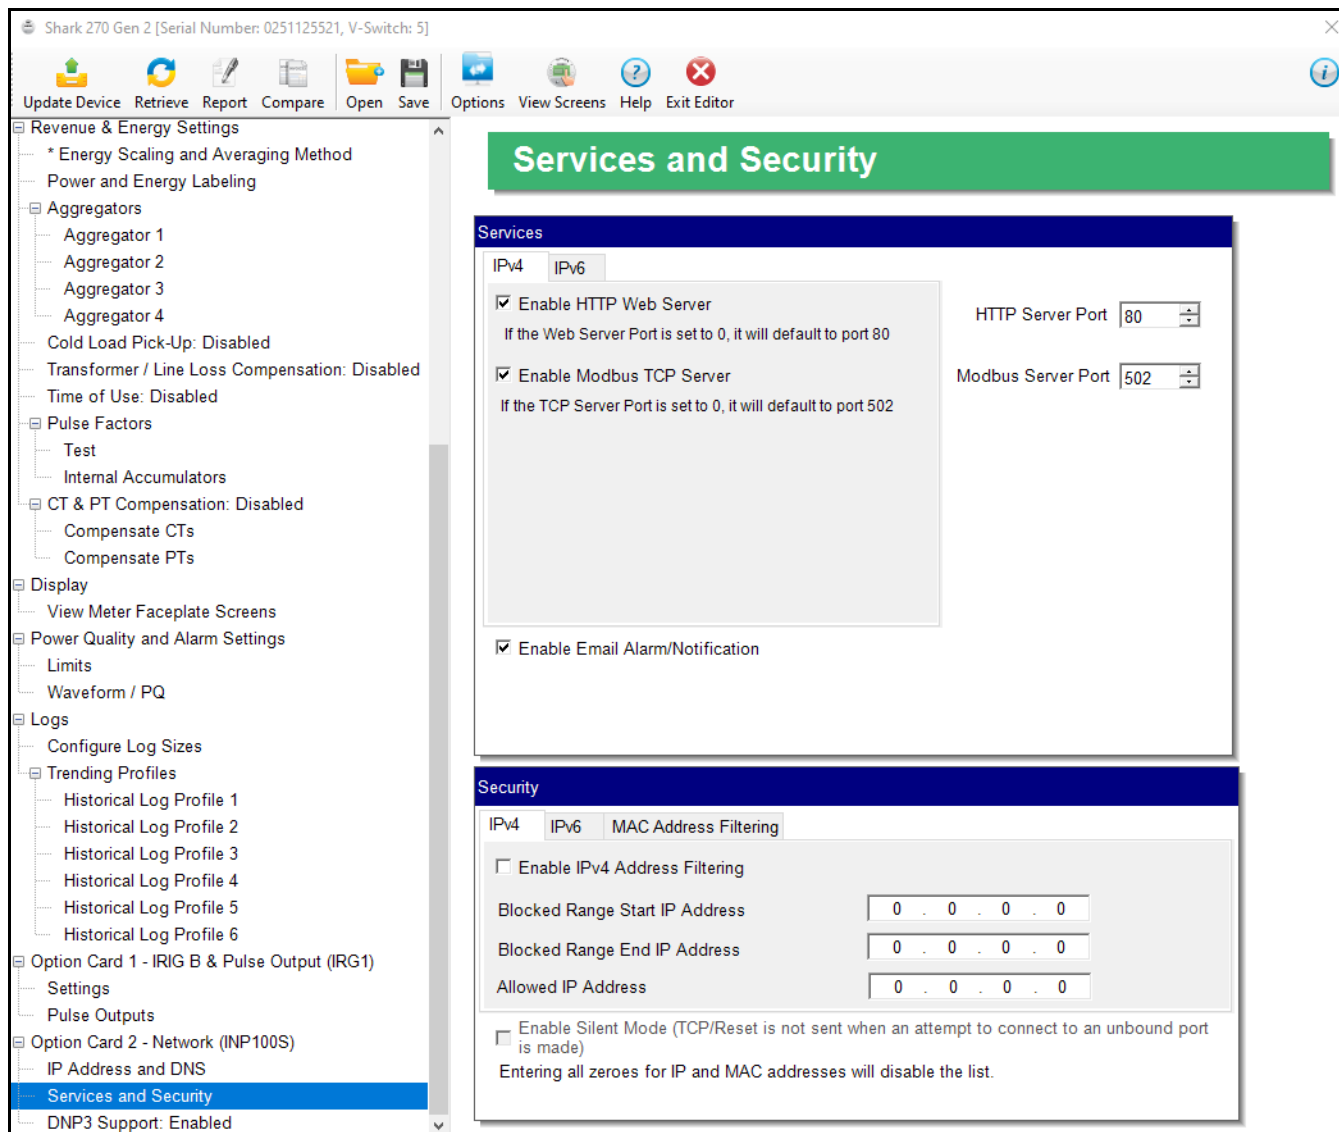 Shark 270 Gen 2 [Serial Number: 0251125521, V-Switch: 5]
Update Device Retrieve Report Compare Open Save Options View Screens Help Exit Editor
Revenue & Energy Settings
* Energy Scaling and Averaging Method
Power and Energy Labeling
Aggregators
Aggregator 1
Aggregator 2
Aggregator 3
Aggregator 4
Cold Load Pick-Up: Disabled
Transformer / Line Loss Compensation: Disabled
Time of Use: Disabled
Pulse Factors
Test
Internal Accumulators
CT & PT Compensation: Disabled
Compensate CTs
Compensate PTs
Display
View Meter Faceplate Screens
Power Quality and Alarm Settings
Limits
Waveform / PQ
Logs
Configure Log Sizes
Trending Profiles
Historical Log Profile 1
Historical Log Profile 2
Historical Log Profile 3
Historical Log Profile 4
Historical Log Profile 5
Historical Log Profile 6
Option Card 1 - IRIG B & Pulse Output (IRG1)
Settings
Pulse Outputs
Option Card 2 - Network (INP100S)
IP Address and DNS
Services and Security
DNP3 Support: Enabled
Services and Security
Services
IPv4 IPv6
Enable HTTP Web Server
If the Web Server Port is set to 0, it will default to port 80
HTTP Server Port 80
Enable Modbus TCP Server
If the TCP Server Port is set to 0, it will default to port 502
Modbus Server Port 502
Enable Email Alarm/Notification
Security
IPv4 IPv6 MAC Address Filtering
Enable IPv4 Address Filtering
Blocked Range Start IP Address 0 . 0 . 0 . 0
Blocked Range End IP Address 0 . 0 . 0 . 0
Allowed IP Address 0 . 0 . 0 . 0
Enable Silent Mode (TCP/Reset is not sent when an attempt to connect to an unbound port
is made)
Entering all zeroes for IP and MAC addresses will disable the list.